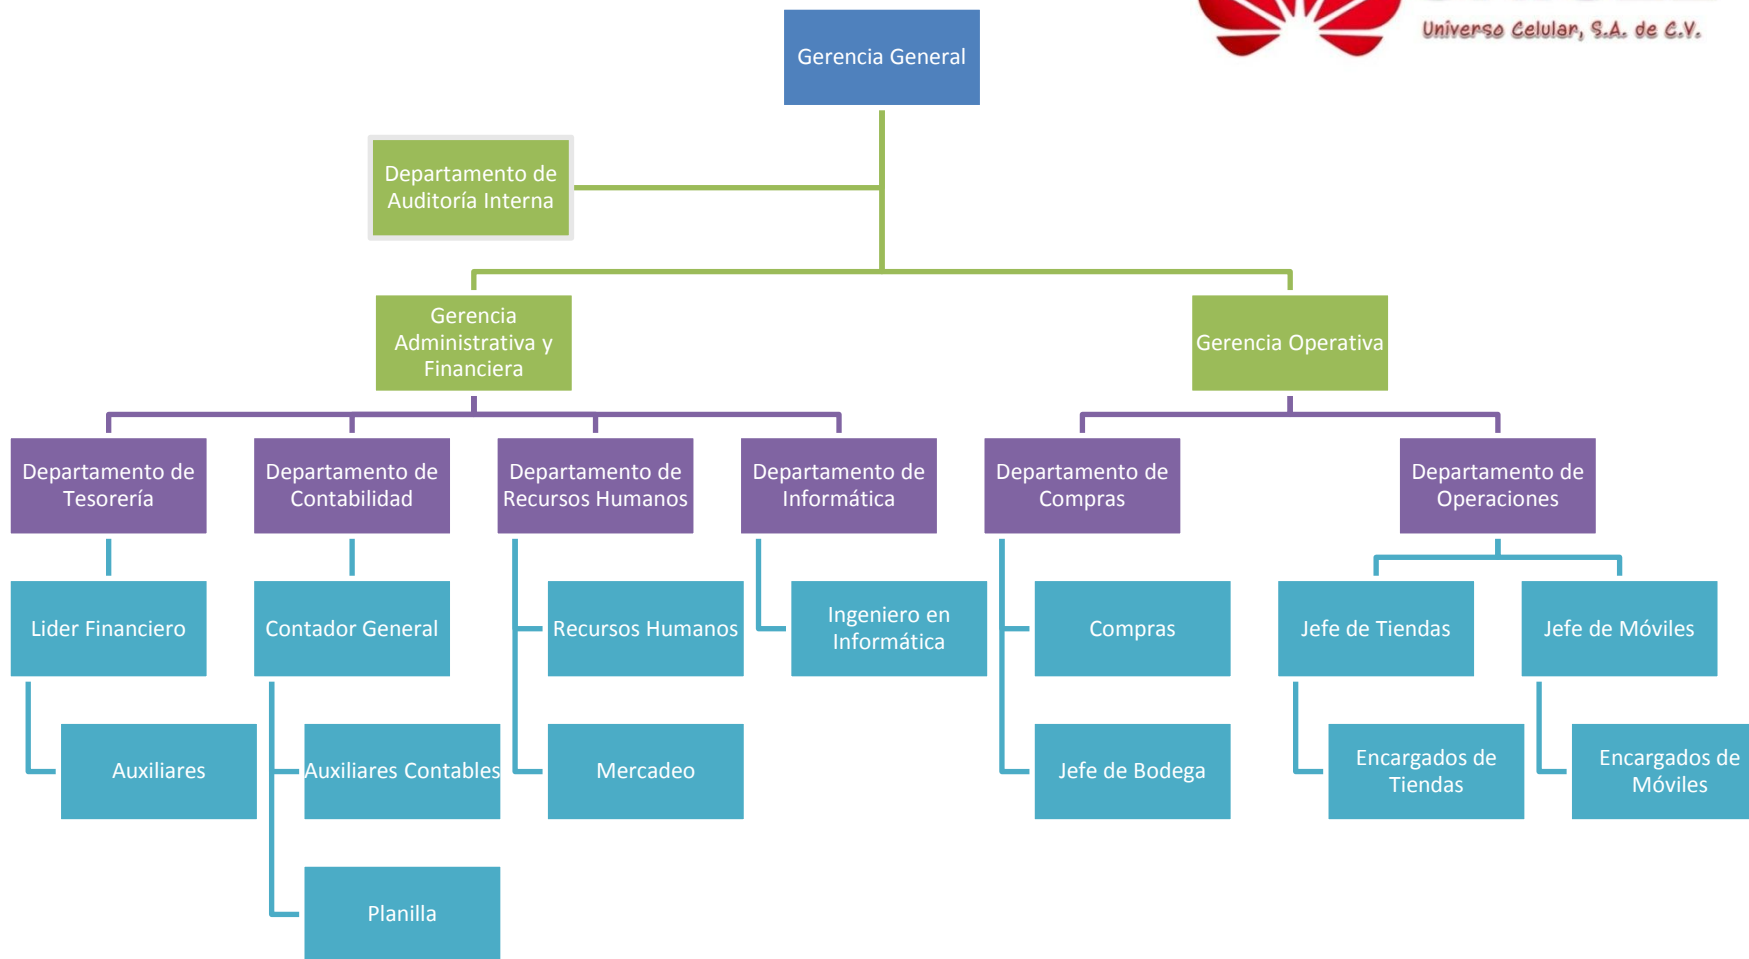 Universo Celular, S.A. de C.V.
Gerencia General
Departamento de
Auditoría Interna
Gerencia
Administrativa y
Financiera
Gerencia Operativa
Departamento de
Tesorería
Departamento de
Contabilidad
Departamento de
Recursos Humanos
Departamento de
Informática
Departamento de
Compras
Departamento de
Operaciones
Lider Financiero
Contador General
Recursos Humanos
Ingeniero en
Informática
Compras
Jefe de Tiendas
Jefe de Móviles
Auxiliares
Auxiliares Contables
Mercadeo
Jefe de Bodega
Encargados de
Tiendas
Encargados de
Móviles
Planilla